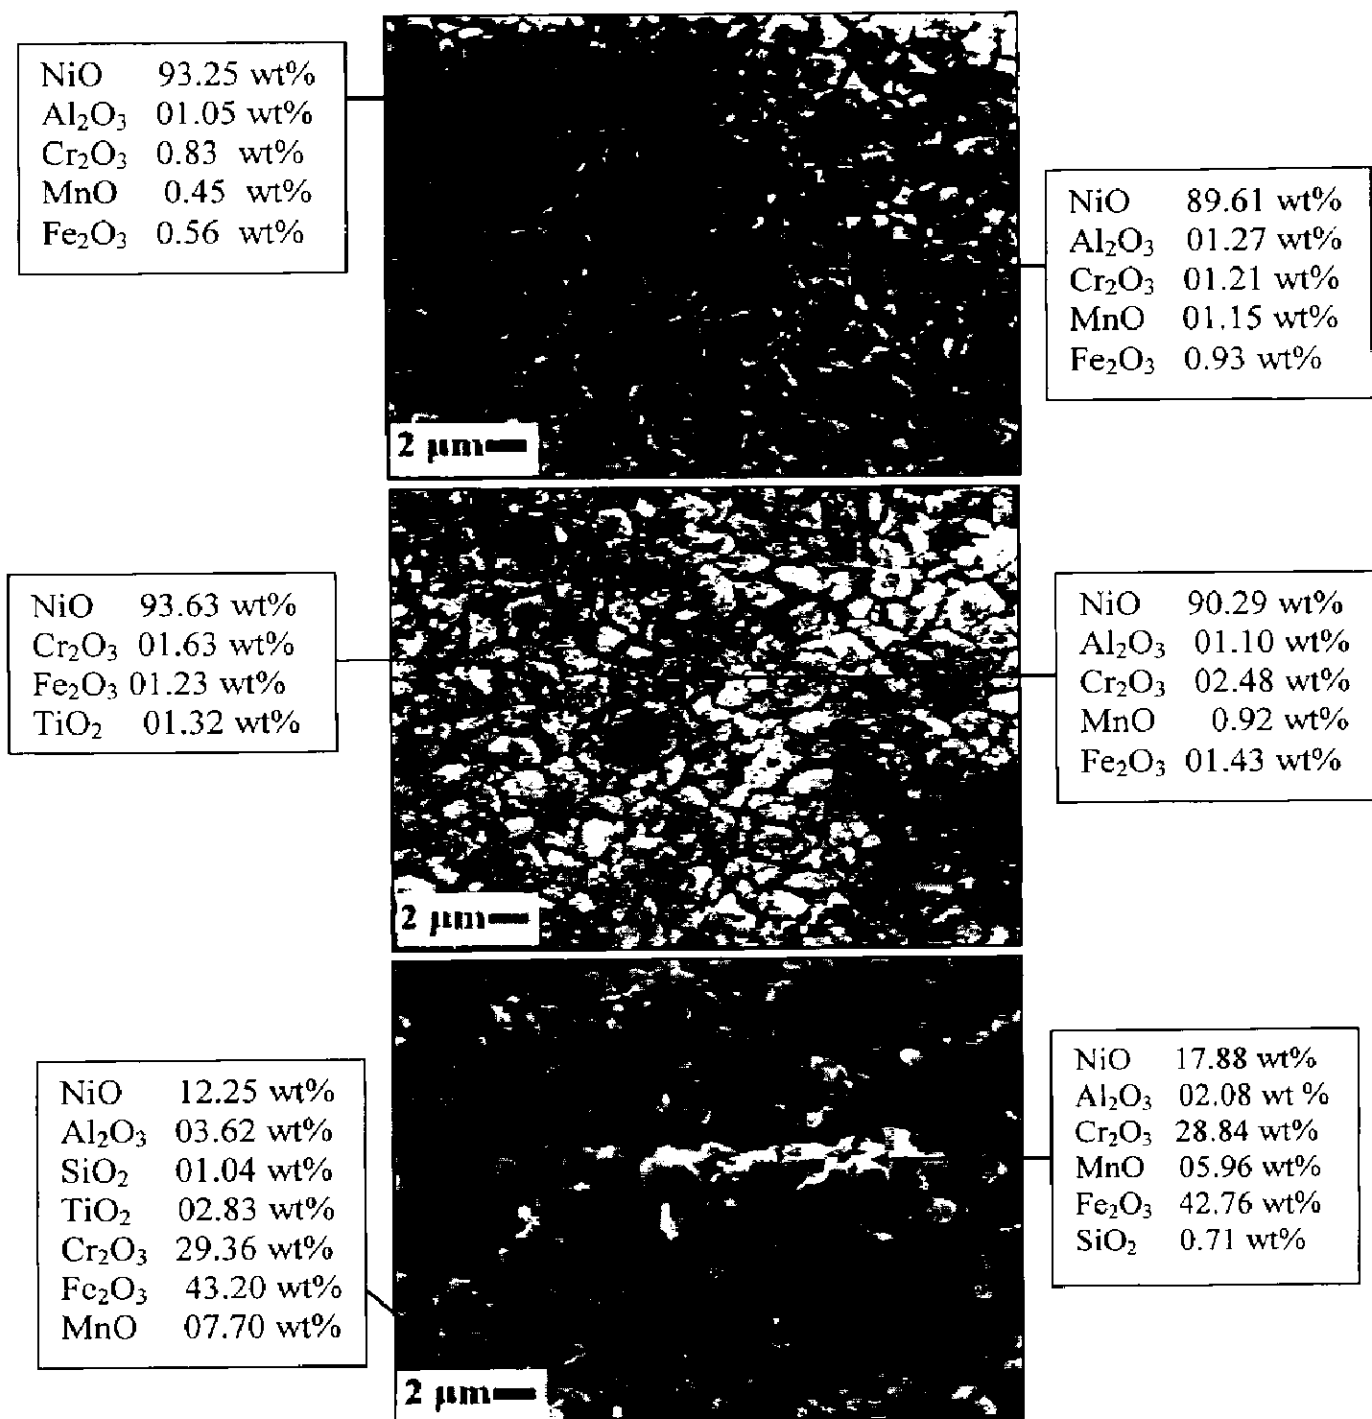 NiO 93.25 wt%
Al₂O₃ 01.05 wt%
Cr₂O₃ 0.83 wt%
MnO 0.45 wt%
Fe₂O₃ 0.56 wt%
NiO 89.61 wt%
Al₂O₃ 01.27 wt%
Cr₂O₃ 01.21 wt%
MnO 01.15 wt%
Fe₂O₃ 0.93 wt%
2 μm
NiO 93.63 wt%
Cr₂O₃ 01.63 wt%
Fe₂O₃ 01.23 wt%
TiO₂ 01.32 wt%
NiO 90.29 wt%
Al₂O₃ 01.10 wt%
Cr₂O₃ 02.48 wt%
MnO 0.92 wt%
Fe₂O₃ 01.43 wt%
2 μm
NiO 12.25 wt%
Al₂O₃ 03.62 wt%
SiO₂ 01.04 wt%
TiO₂ 02.83 wt%
Cr₂O₃ 29.36 wt%
Fe₂O₃ 43.20 wt%
MnO 07.70 wt%
NiO 17.88 wt%
Al₂O₃ 02.08 wt %
Cr₂O₃ 28.84 wt%
MnO 05.96 wt%
Fe₂O₃ 42.76 wt%
SiO₂ 0.71 wt%
2 μm